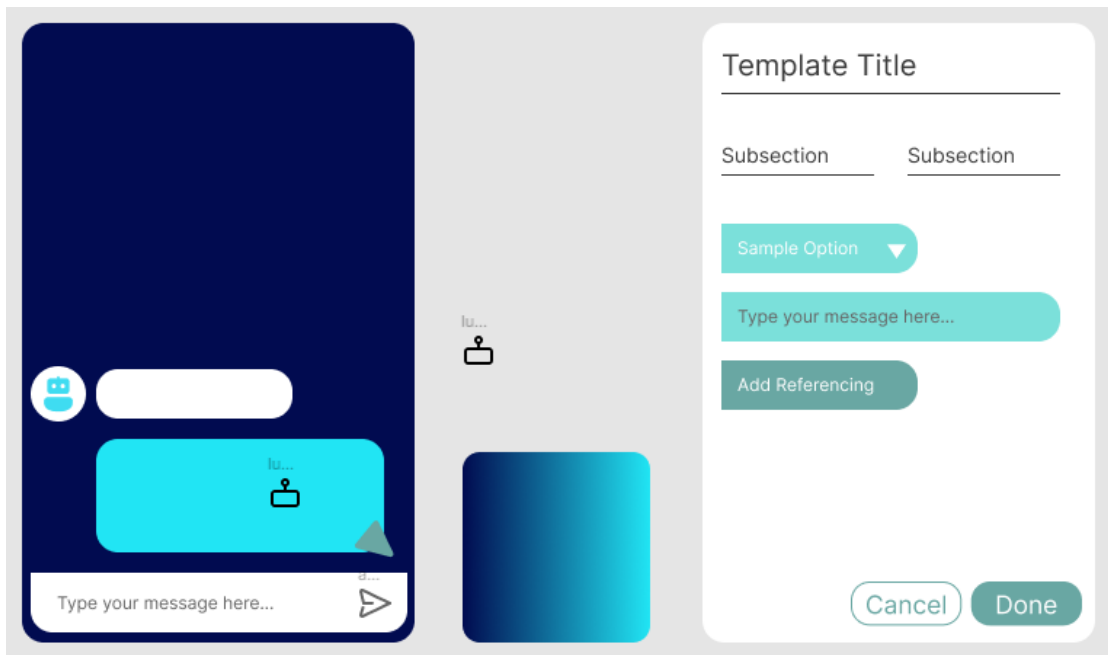 lu...
Type your message here...
a...
lu...
Template Title
Subsection Subsection
Sample Option
Type your message here...
Add Referencing
Cancel Done